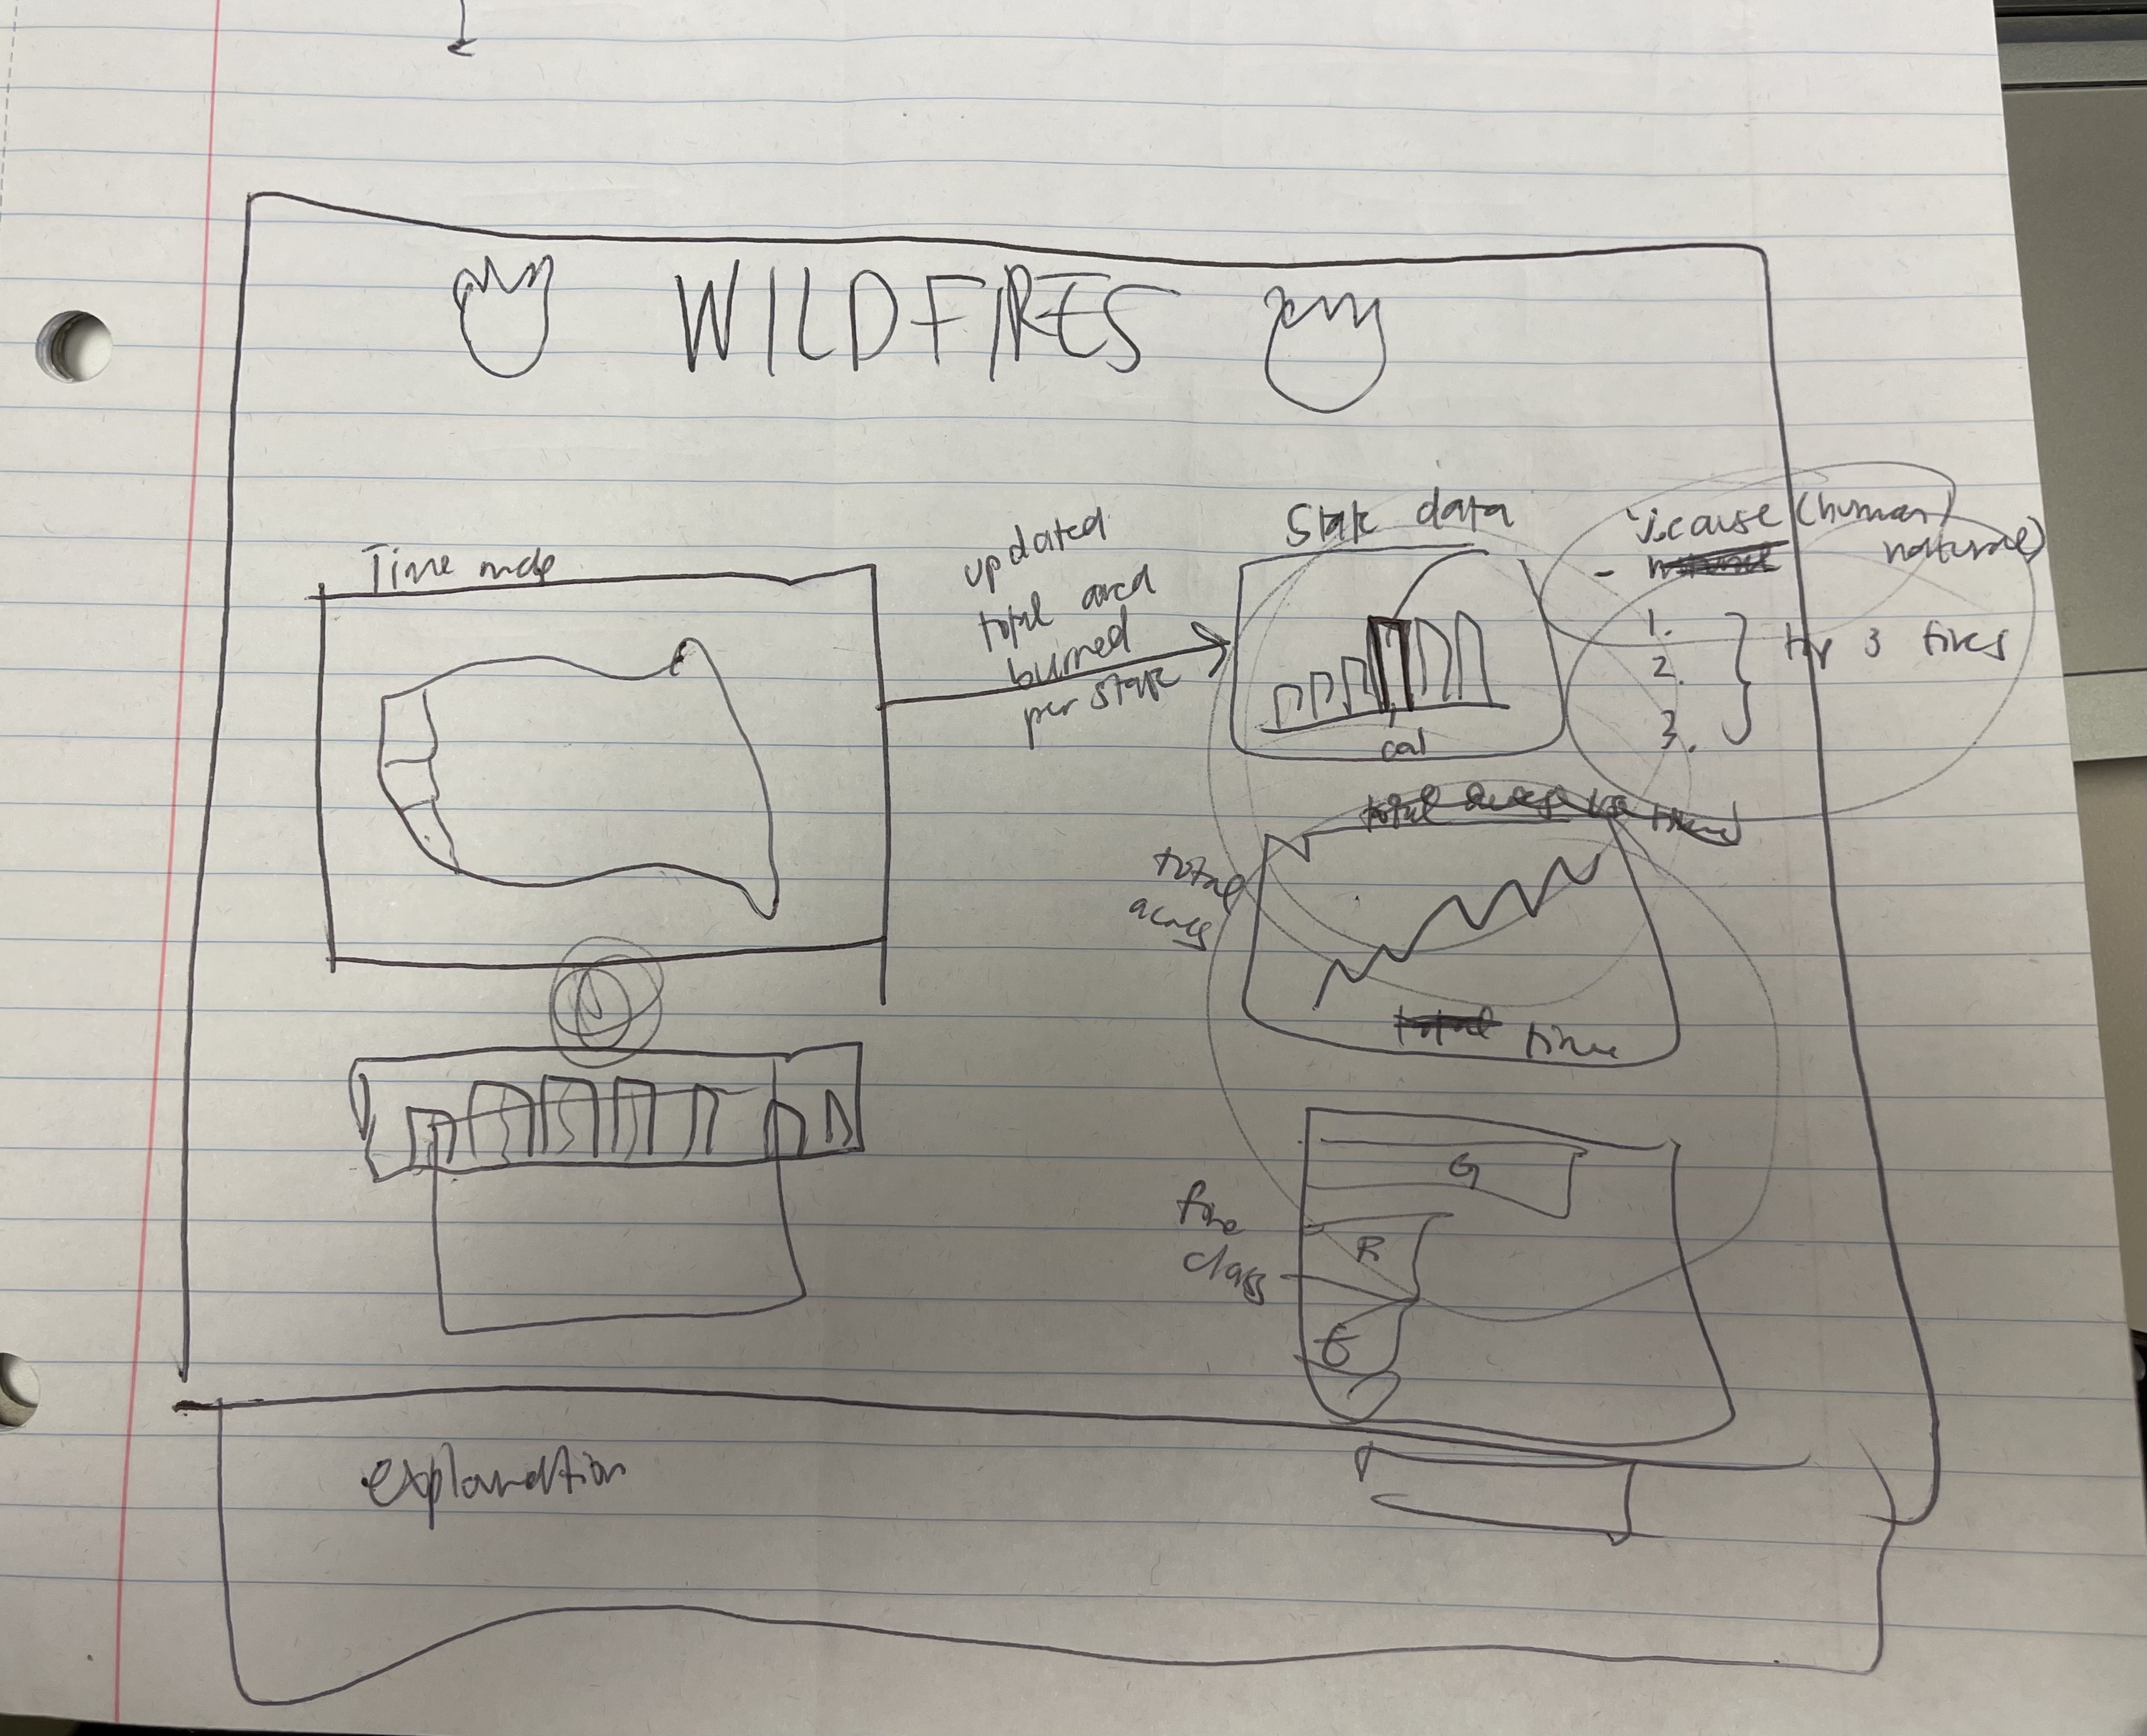 WILDFIRES
Time mode
updated
total area
burned
per state
State data
cal
cause (human
natural)
1.
2.
3.
top 3 fires
total
acres
time
fire
class
G
R
E
explanation